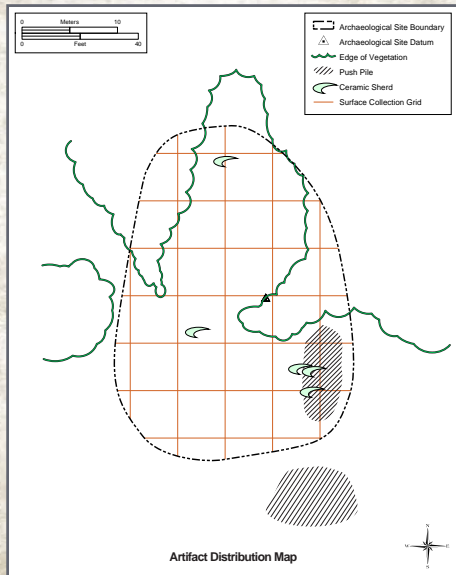 Meters
0 10
0 40
Feet
Archaeological Site Boundary
Archaeological Site Datum
Edge of Vegetation
Push Pile
Ceramic Sherd
Surface Collection Grid
N
W E
S
Artifact Distribution Map